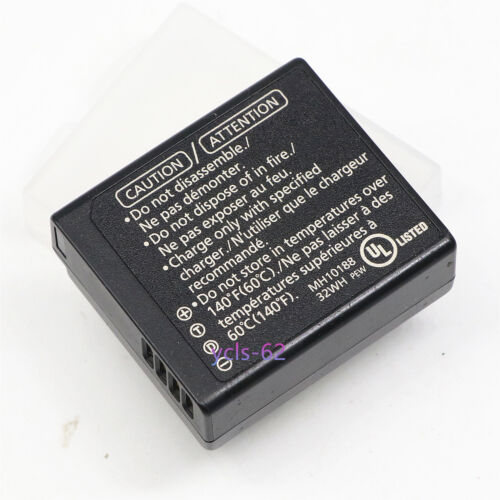 CAUTION / ATTENTION
•Do not disassemble./
Ne pas démonter.
•Do not dispose of in fire./
Ne pas exposer au feu.
•Charge only with specified
charger./N'utiliser que le chargeur
recommandé.
•Do not store in temperatures over
140°F(60°C)./Ne pas laisser à des
températures supérieures à
60°C(140°F).
MH10188
32WH PEW
UL
LISTED
+
-
ycls-62